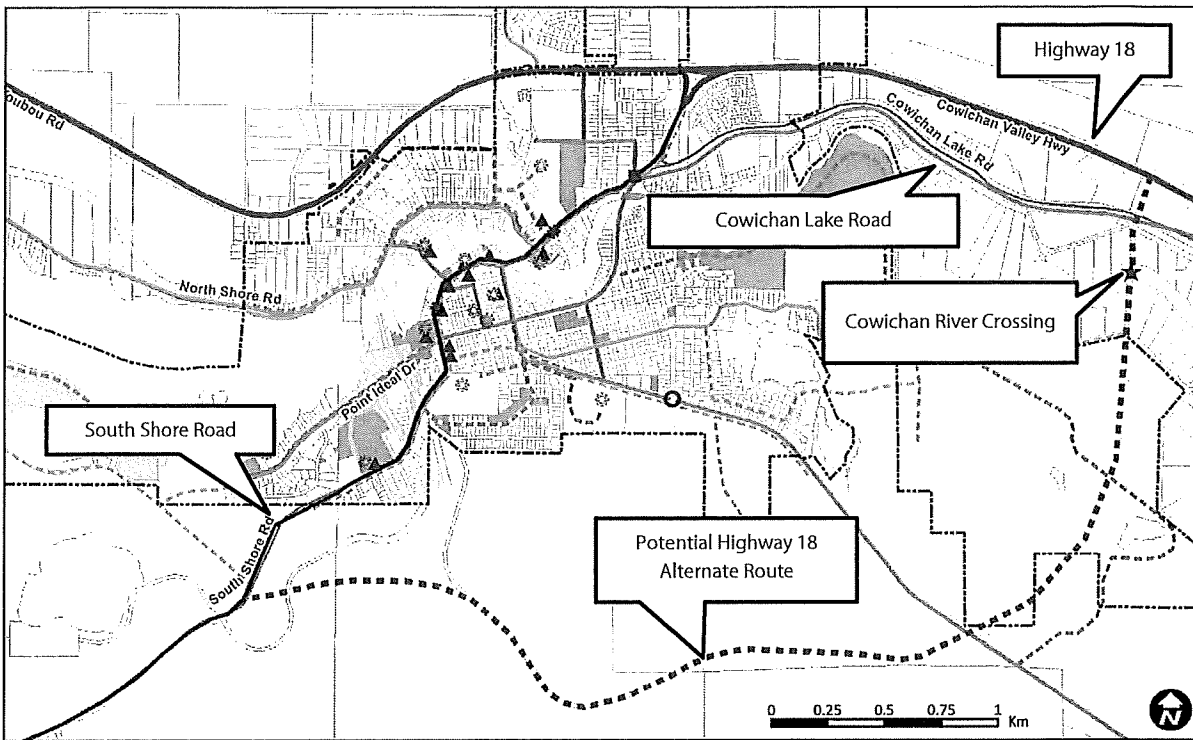 Highway 18
Youbou Rd
Cowichan Valley Hwy
Cowichan Lake Rd
Cowichan Lake Road
North Shore Rd
Cowichan River Crossing
Point Ideal Dr
South Shore Road
South Shore Rd
Potential Highway 18
Alternate Route
0 0.25 0.5 0.75 1
Km
N